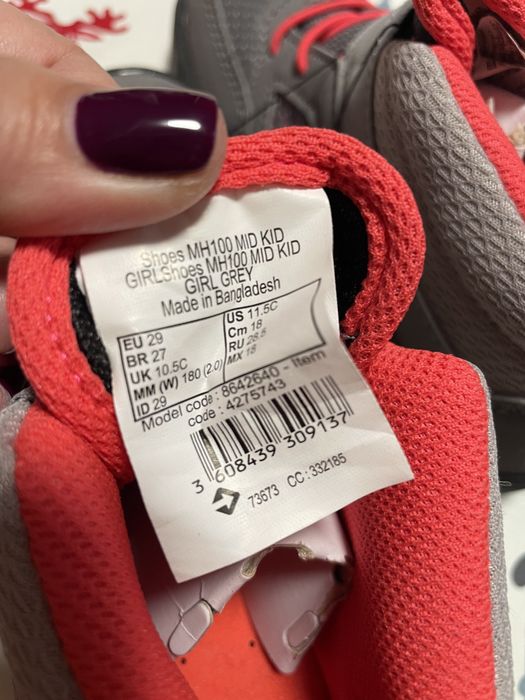 Shoes MH100 MID KID
GIRLShoes MH100 MID KID
GIRL GREY
Made in Bangladesh
EU 29 US 11.5C
BR 27 Cm 18
UK 10.5C RU 28.5
MM (W) 180 (2.0) MX 18
ID 29
Model code : 8642640 - Item
code : 4275743
3 608439 309137
73673 CC : 332185